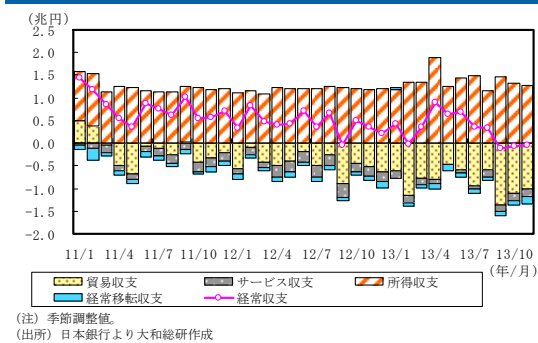 (兆円)
2.5
2.0
1.5
1.0
0.5
0.0
-0.5
-1.0
-1.5
-2.0
11/1 11/4 11/7 11/10 12/1 12/4 12/7 12/10 13/1 13/4 13/7 13/10
(年/月)
貿易収支 サービス収支 所得収支
経常移転収支 経常収支
(注) 季節調整値。
(出所) 日本銀行より大和総研作成